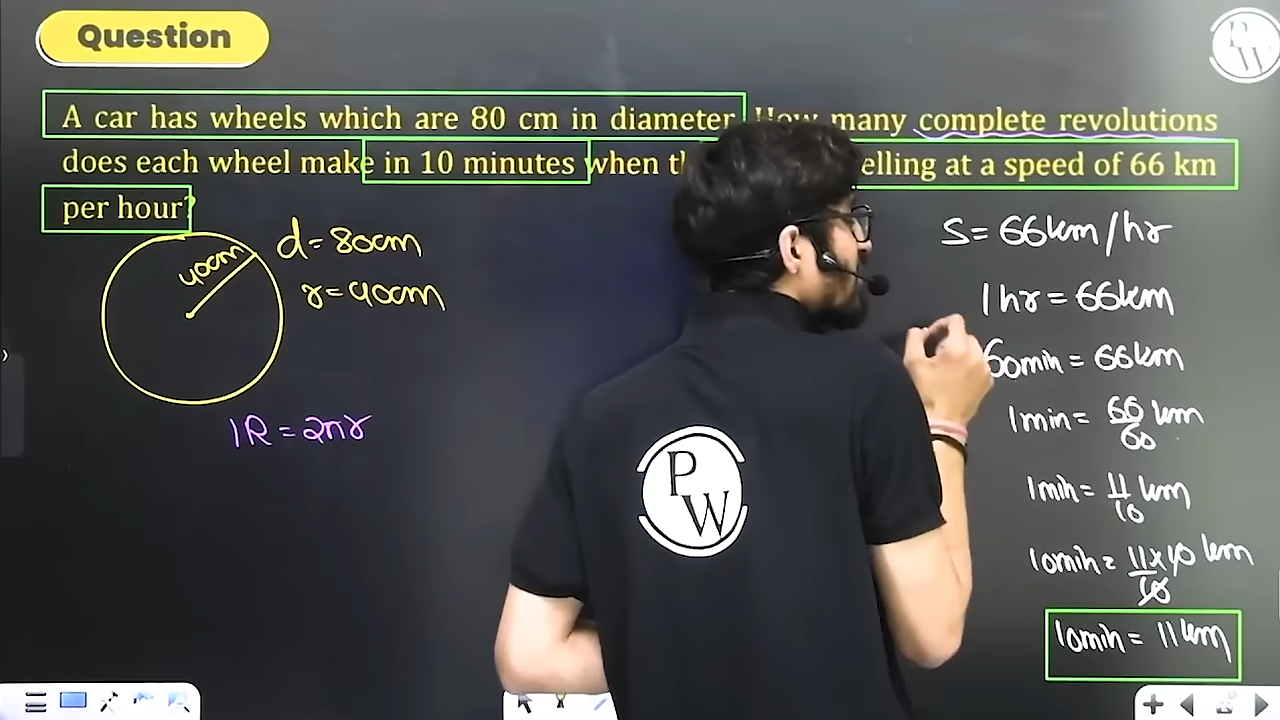 Question
PW
A car has wheels which are 80 cm in diameter. How many complete revolutions
does each wheel make in 10 minutes when elling at a speed of 66 km
per hour?
40cm
d=80cm
r=40cm
1R=2πr
S=66km/hr
1hr=66km
60min=66km
1min=66/60 km
1min=11/10 km
10min=11×10/10 km
10min=11km
PW